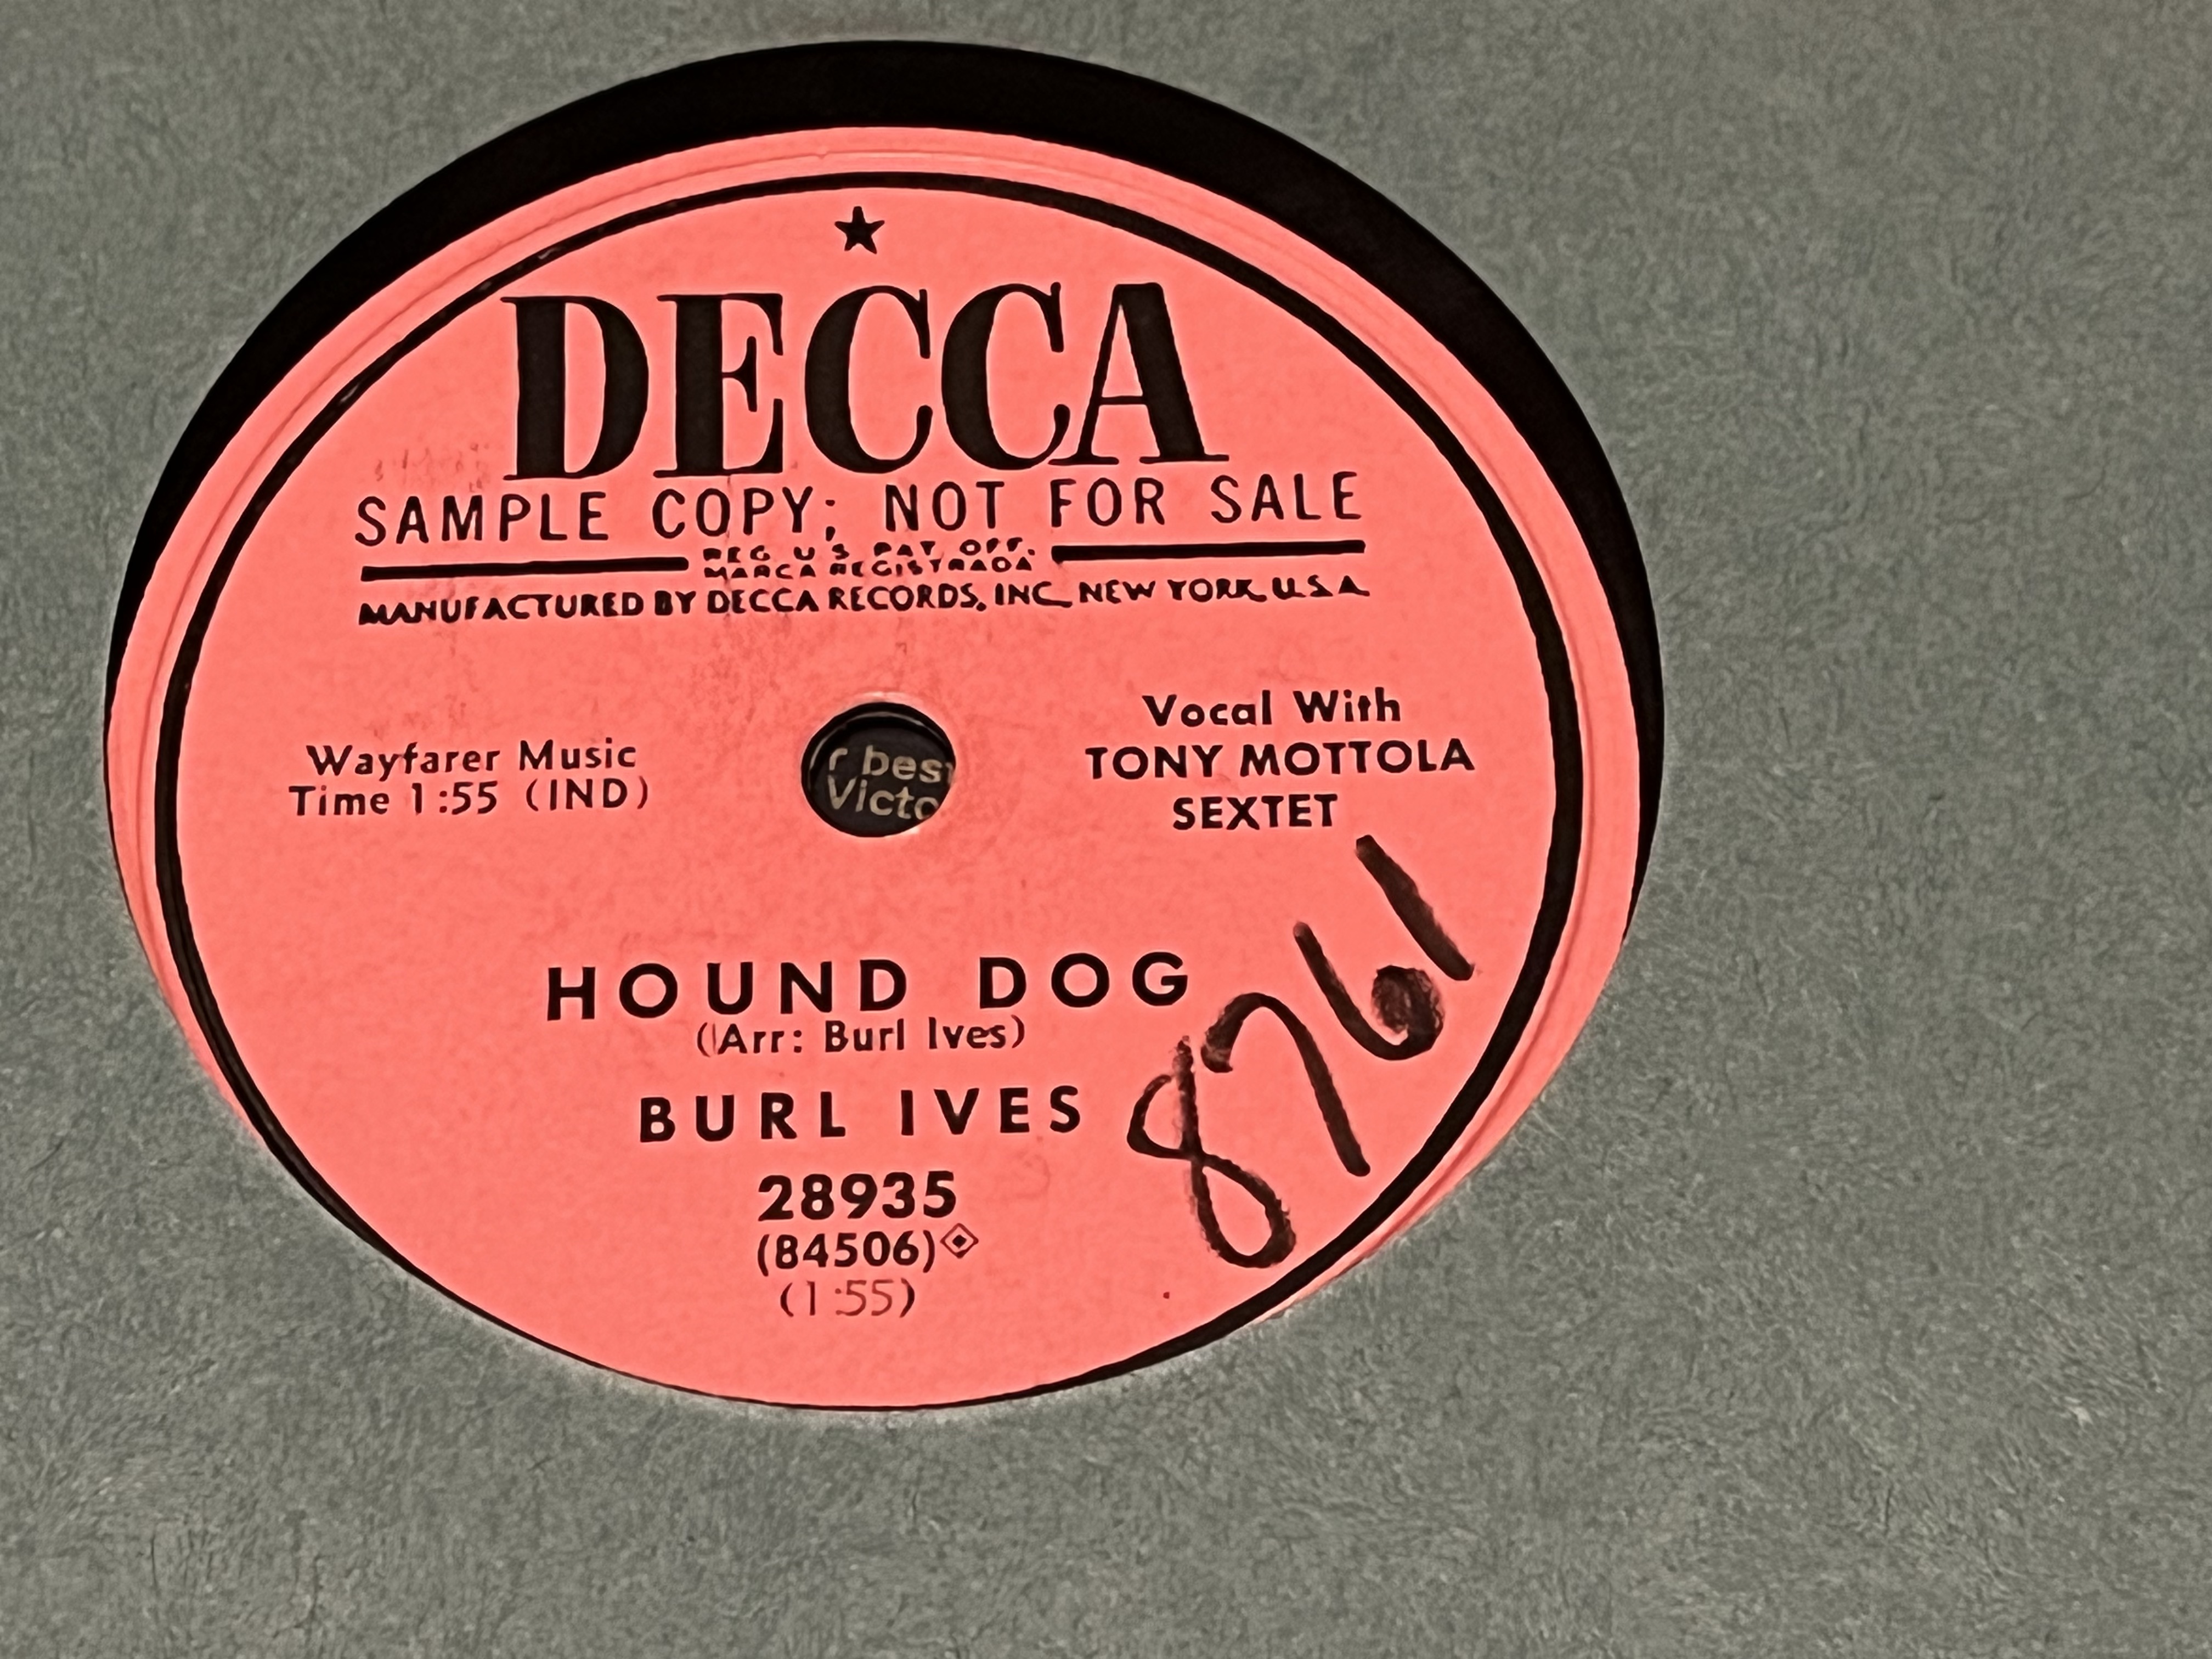 DECCA
SAMPLE COPY; NOT FOR SALE
REG. U.S. PAT. OFF.
MARCA REGISTRADA
MANUFACTURED BY DECCA RECORDS, INC. NEW YORK U.S.A.
Wayfarer Music
Time 1:55 (IND)
r best
Victo
Vocal With
TONY MOTTOLA
SEXTET
HOUND DOG
(Arr: Burl Ives)
BURL IVES
28935
(84506)
(1:55)
8761